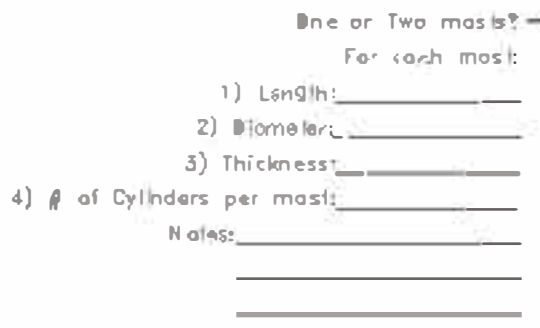 One or Two masts?
For each mast:
1) Length:
2) Diameter:
3) Thickness:
4) # of Cylinders per mast:
Notes: